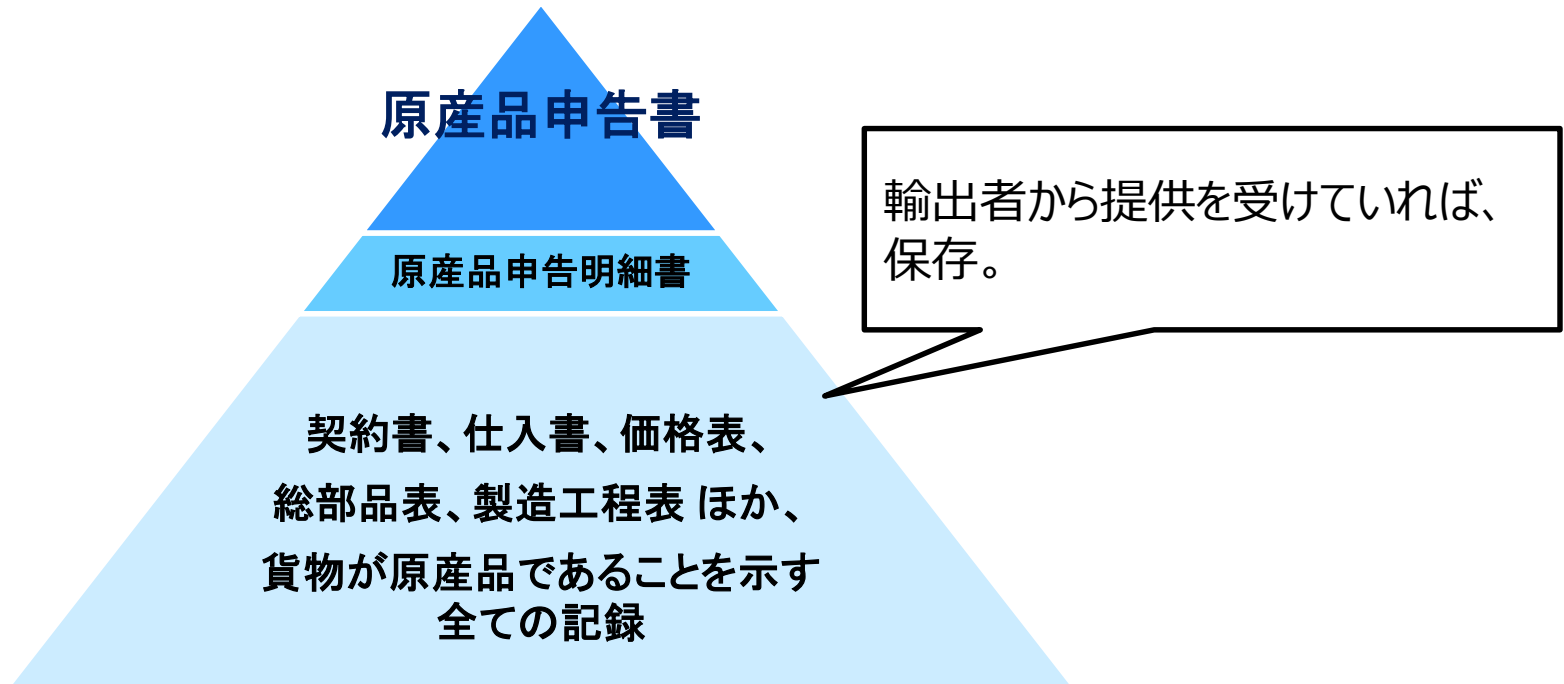 原産品申告書
輸出者から提供を受けていれば、
保存。
原産品申告明細書
契約書、仕入書、価格表、
総部品表、製造工程表 ほか、
貨物が原産品であることを示す
全ての記録